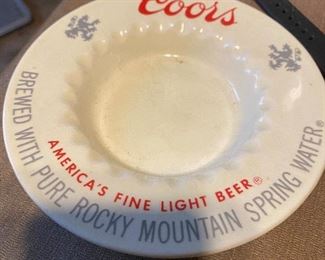 Coors
AMERICA'S FINE LIGHT BEER®
BREWED WITH PURE ROCKY MOUNTAIN SPRING WATER®